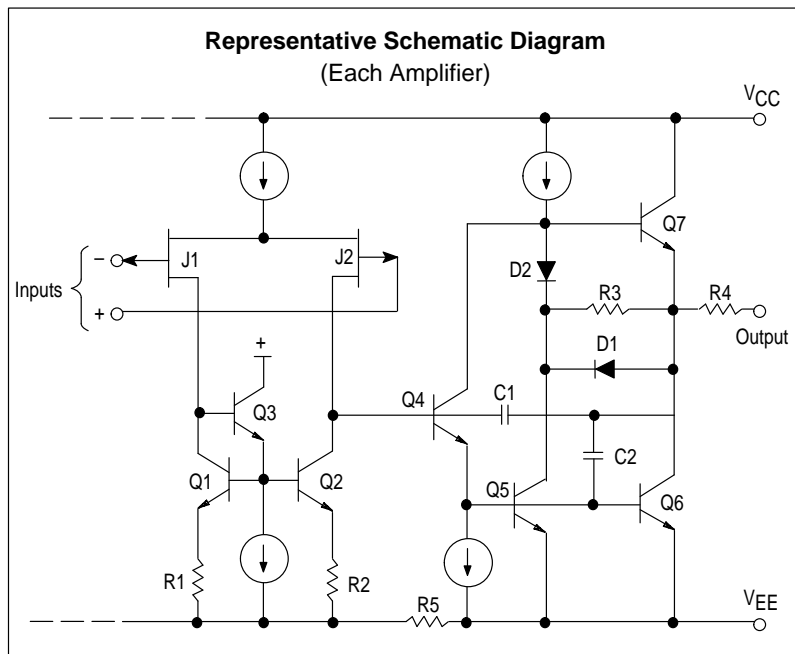 Representative Schematic Diagram
(Each Amplifier)
VCC
Q7
J1
J2
D2
−
Inputs
+
R3
R4
Output
D1
+
Q3
Q4
C1
C2
Q1
Q2
Q5
Q6
R1
R2
R5
VEE